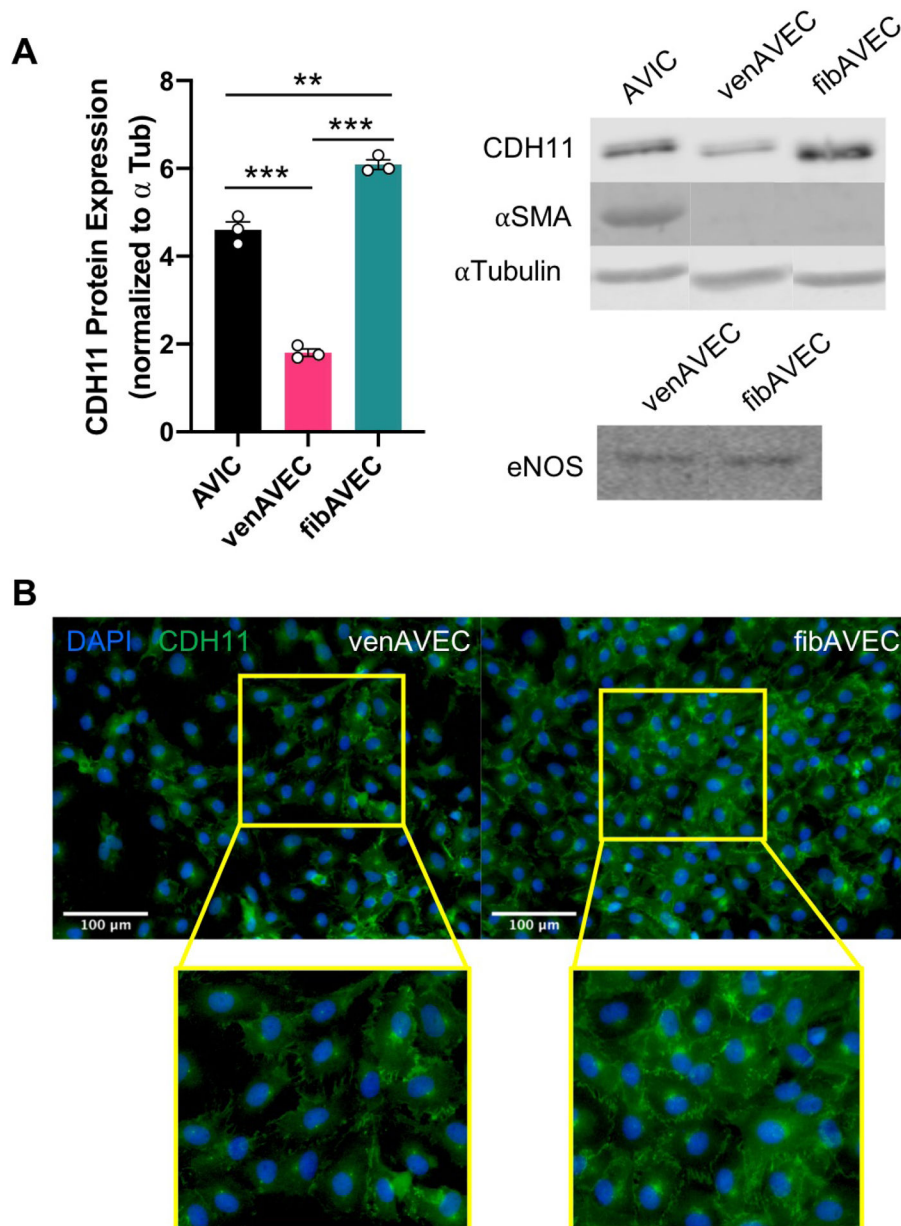 A
CDH11 Protein Expression
(normalized to α Tub)
8
6
4
2
0
**
***
***
AVIC
venAVEC
fibAVEC
AVIC
venAVEC
fibAVEC
CDH11
αSMA
αTubulin
venAVEC
fibAVEC
eNOS
B
DAPI CDH11 venAVEC
fibAVEC
100 µm
100 µm